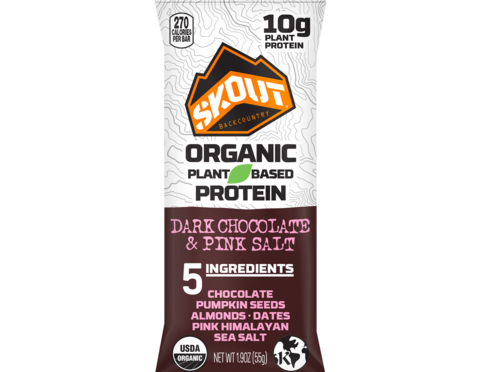 270
CALORIES
PER BAR
10g
PLANT
PROTEIN
SKOUT
BACKCOUNTRY
ORGANIC
PLANT BASED
PROTEIN
DARK CHOCOLATE
& PINK SALT
5 INGREDIENTS
CHOCOLATE
PUMPKIN SEEDS
ALMONDS · DATES
PINK HIMALAYAN
SEA SALT
USDA
ORGANIC
NET WT 1.9OZ (55g)
K